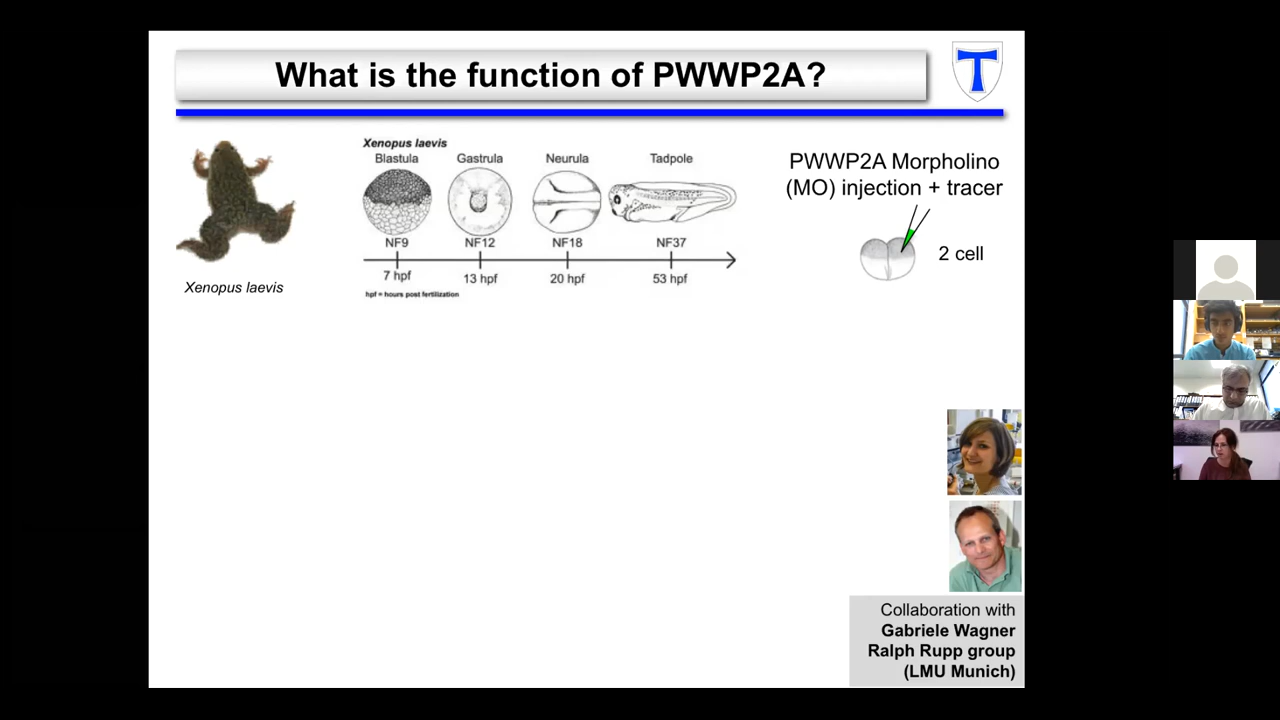 What is the function of PWWP2A?
T
Xenopus laevis
Blastula Gastrula Neurula Tadpole
NF9 NF12 NF18 NF37
7 hpf 13 hpf 20 hpf 53 hpf
hpf = hours post fertilization
Xenopus laevis
PWWP2A Morpholino
(MO) injection + tracer
2 cell
Collaboration with
Gabriele Wagner
Ralph Rupp group
(LMU Munich)